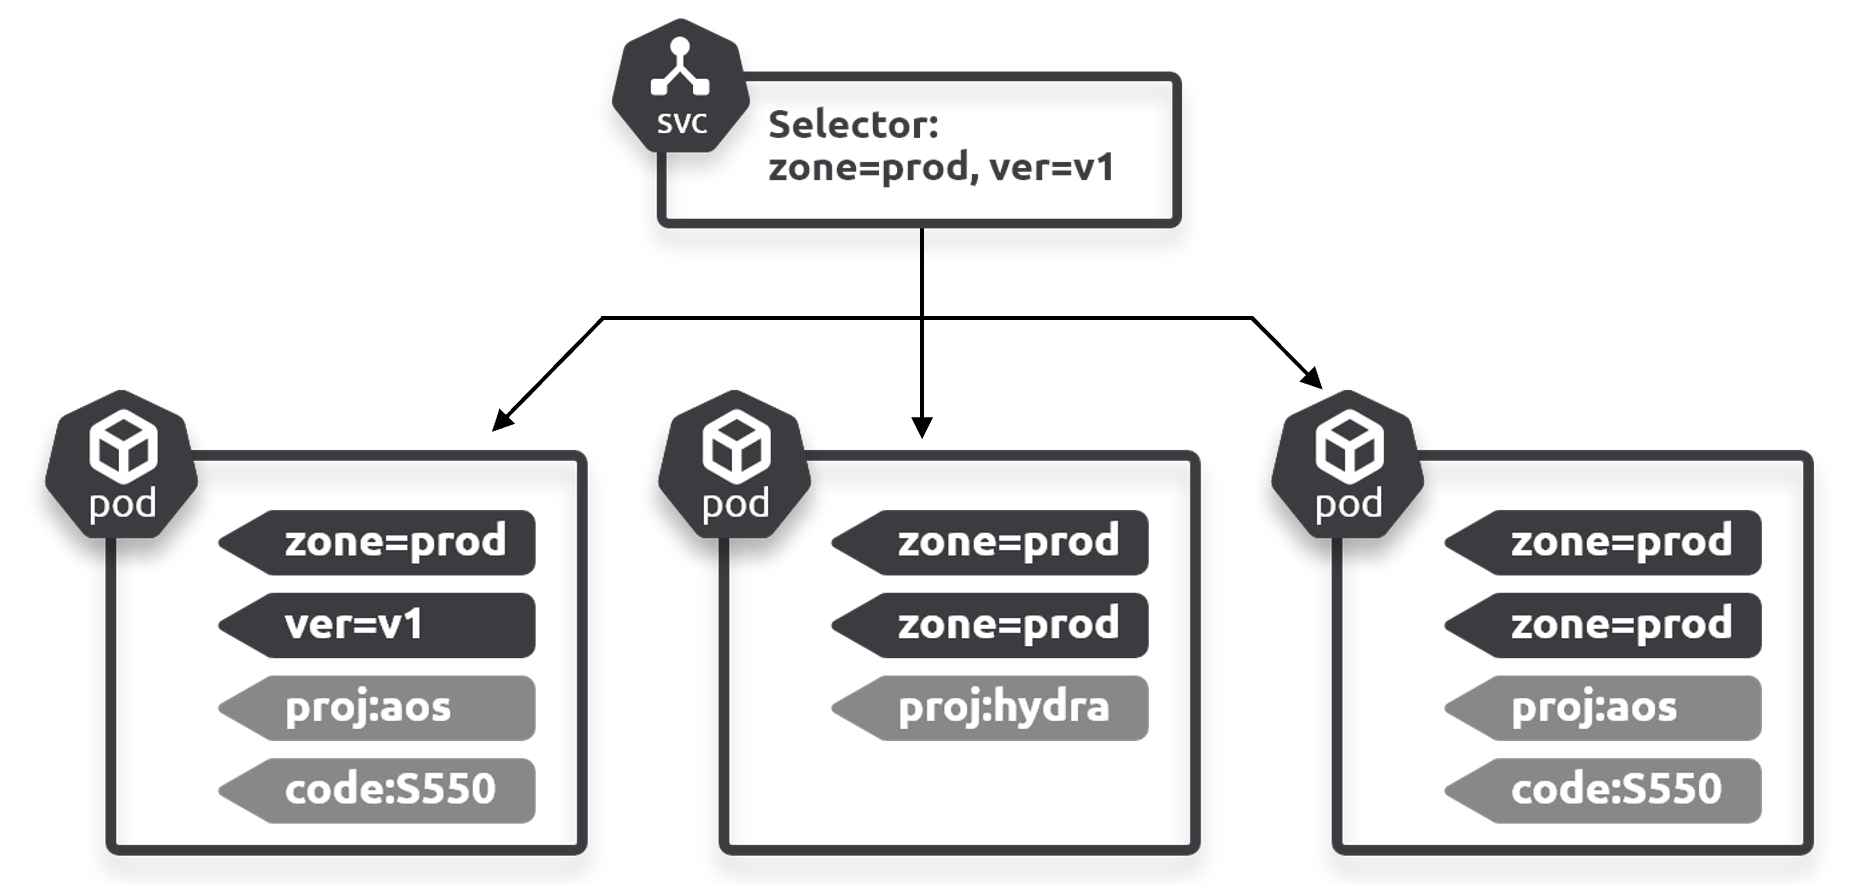 svc
Selector:
zone=prod, ver=v1
pod
zone=prod
ver=v1
proj:aos
code:S550
pod
zone=prod
zone=prod
proj:hydra
pod
zone=prod
zone=prod
proj:aos
code:S550